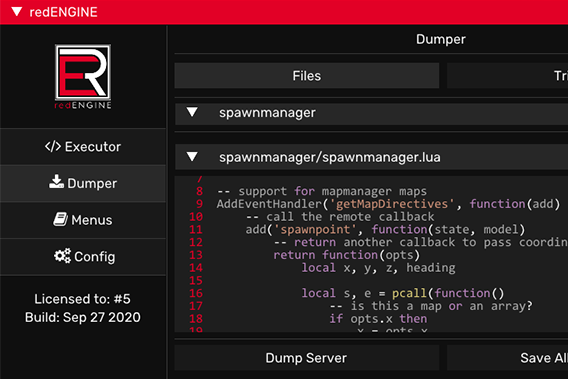 redENGINE
Dumper
Files
Tri
ER
redENGINE
spawnmanager
</> Executor
spawnmanager/spawnmanager.lua
Dumper
7
8 -- support for mapmanager maps
9 AddEventHandler('getMapDirectives', function(add)
10 -- call the remote callback
11 add('spawnpoint', function(state, model)
12 -- return another callback to pass coordin
13 return function(opts)
14 local x, y, z, heading
15
16 local s, e = pcall(function()
17 -- is this a map or an array?
18 if opts.x then
19 x = opts.x
Menus
Config
Licensed to: #5
Build: Sep 27 2020
Dump Server
Save All